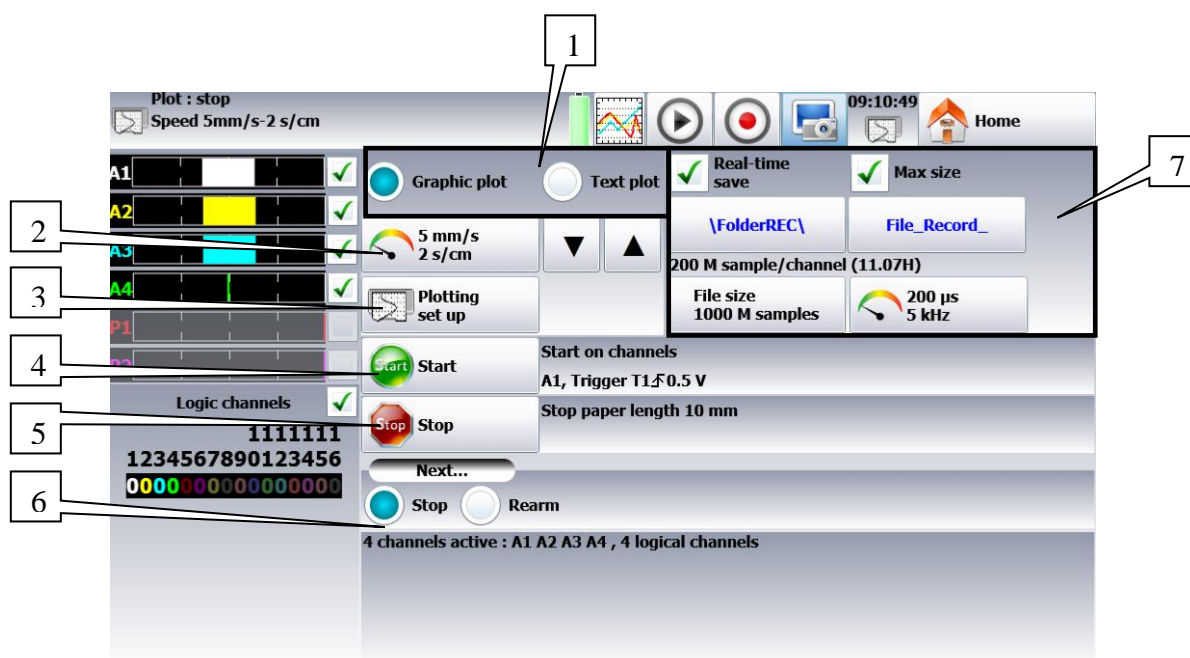 1
Plot : stop
Speed 5mm/s-2 s/cm
09:10:49
Home
7
A1
A2
A3
A4
P1
P2
Graphic plot
Text plot
Real-time
save
Max size
2
5 mm/s
2 s/cm
▼
▲
\FolderREC\
File_Record_
200 M sample/channel (11.07H)
3
Plotting
set up
File size
1000 M samples
200 µs
5 kHz
4
Start
Start
Start on channels
A1, Trigger T1 0.5 V
5
Stop
Stop
Stop paper length 10 mm
Logic channels
1111111
1234567890123456
0000000000000000
Next...
6
Stop
Rearm
4 channels active : A1 A2 A3 A4 , 4 logical channels